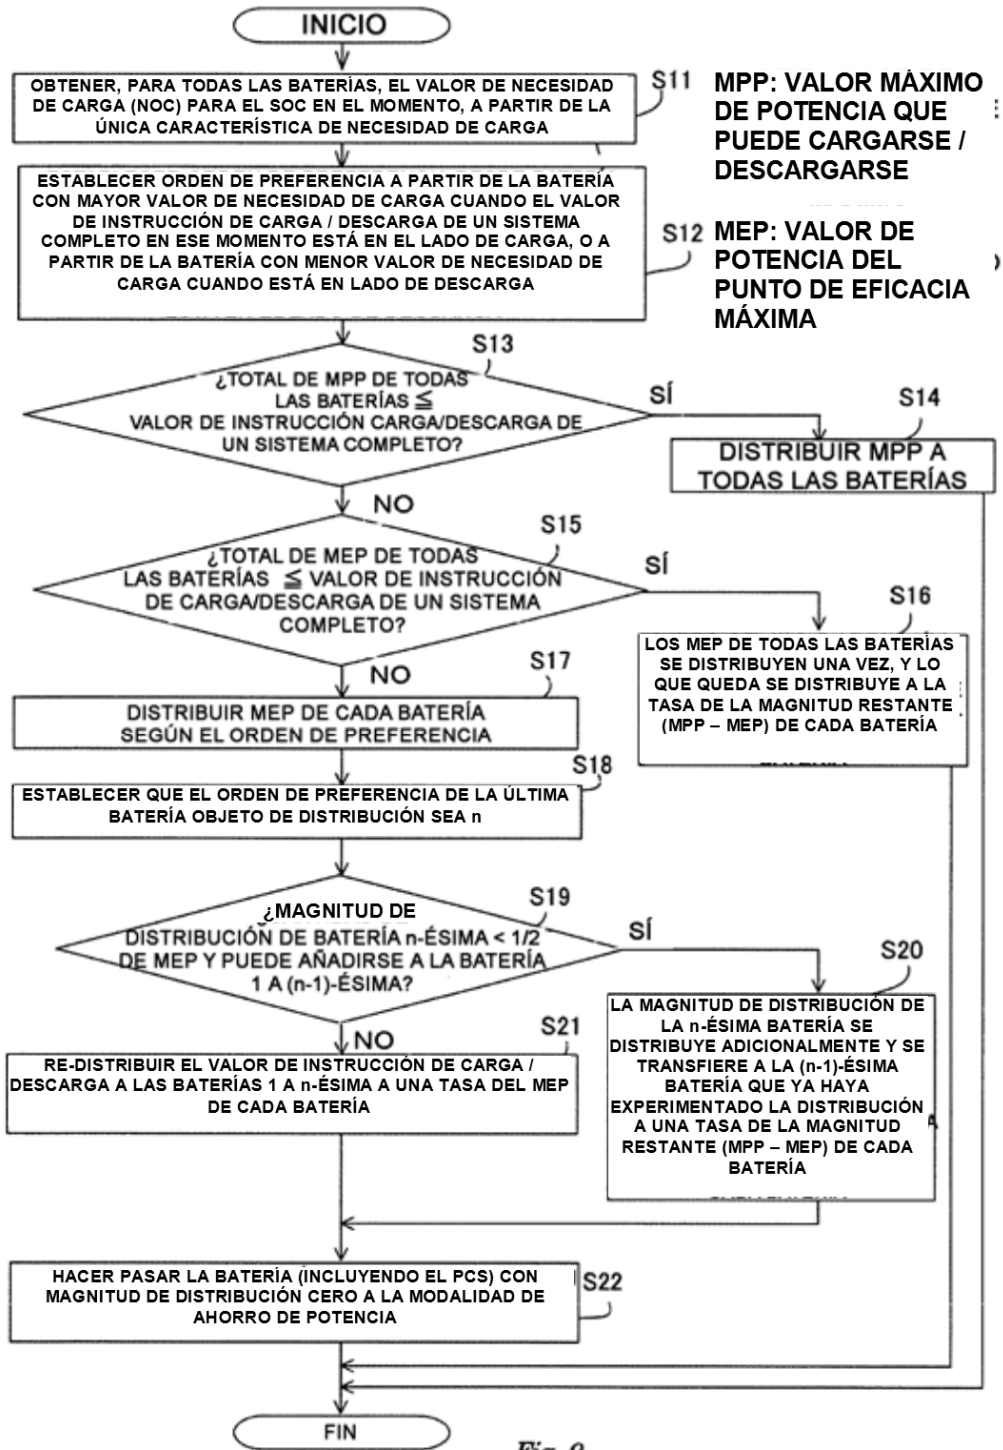 INICIO
OBTENER, PARA TODAS LAS BATERÍAS, EL VALOR DE NECESIDAD
DE CARGA (NOC) PARA EL SOC EN EL MOMENTO, A PARTIR DE LA
ÚNICA CARACTERÍSTICA DE NECESIDAD DE CARGA
S11
MPP: VALOR MÁXIMO
DE POTENCIA QUE
PUEDE CARGARSE /
DESCARGARSE
ESTABLECER ORDEN DE PREFERENCIA A PARTIR DE LA BATERÍA
CON MAYOR VALOR DE NECESIDAD DE CARGA CUANDO EL VALOR
DE INSTRUCCIÓN DE CARGA / DESCARGA DE UN SISTEMA
COMPLETO EN ESE MOMENTO ESTÁ EN EL LADO DE CARGA, O A
PARTIR DE LA BATERÍA CON MENOR VALOR DE NECESIDAD DE
CARGA CUANDO ESTÁ EN LADO DE DESCARGA
S12
MEP: VALOR DE
POTENCIA DEL
PUNTO DE EFICACIA
MÁXIMA
S13
¿TOTAL DE MPP DE TODAS
LAS BATERÍAS ≦
VALOR DE INSTRUCCIÓN CARGA/DESCARGA DE
UN SISTEMA COMPLETO?
SÍ
S14
DISTRIBUIR MPP A
TODAS LAS BATERÍAS
NO
S15
¿TOTAL DE MEP DE TODAS
LAS BATERÍAS ≦ VALOR DE INSTRUCCIÓN
DE CARGA/DESCARGA DE UN SISTEMA
COMPLETO?
SÍ
S16
LOS MEP DE TODAS LAS BATERÍAS
SE DISTRIBUYEN UNA VEZ, Y LO
QUE QUEDA SE DISTRIBUYE A LA
TASA DE LA MAGNITUD RESTANTE
(MPP – MEP) DE CADA BATERÍA
NO
S17
DISTRIBUIR MEP DE CADA BATERÍA
SEGÚN EL ORDEN DE PREFERENCIA
S18
ESTABLECER QUE EL ORDEN DE PREFERENCIA DE LA ÚLTIMA
BATERÍA OBJETO DE DISTRIBUCIÓN SEA n
S19
¿MAGNITUD DE
DISTRIBUCIÓN DE BATERÍA n-ÉSIMA < 1/2
DE MEP Y PUEDE AÑADIRSE A LA BATERÍA
1 A (n-1)-ÉSIMA?
SÍ
S20
LA MAGNITUD DE DISTRIBUCIÓN DE
LA n-ÉSIMA BATERÍA SE
DISTRIBUYE ADICIONALMENTE Y SE
TRANSFIERE A LA (n-1)-ÉSIMA
BATERÍA QUE YA HAYA
EXPERIMENTADO LA DISTRIBUCIÓN
A UNA TASA DE LA MAGNITUD
RESTANTE (MPP – MEP) DE CADA
BATERÍA
NO
S21
RE-DISTRIBUIR EL VALOR DE INSTRUCCIÓN DE CARGA /
DESCARGA A LAS BATERÍAS 1 A n-ÉSIMA A UNA TASA DEL MEP
DE CADA BATERÍA
HACER PASAR LA BATERÍA (INCLUYENDO EL PCS) CON
MAGNITUD DE DISTRIBUCIÓN CERO A LA MODALIDAD DE
AHORRO DE POTENCIA
S22
FIN